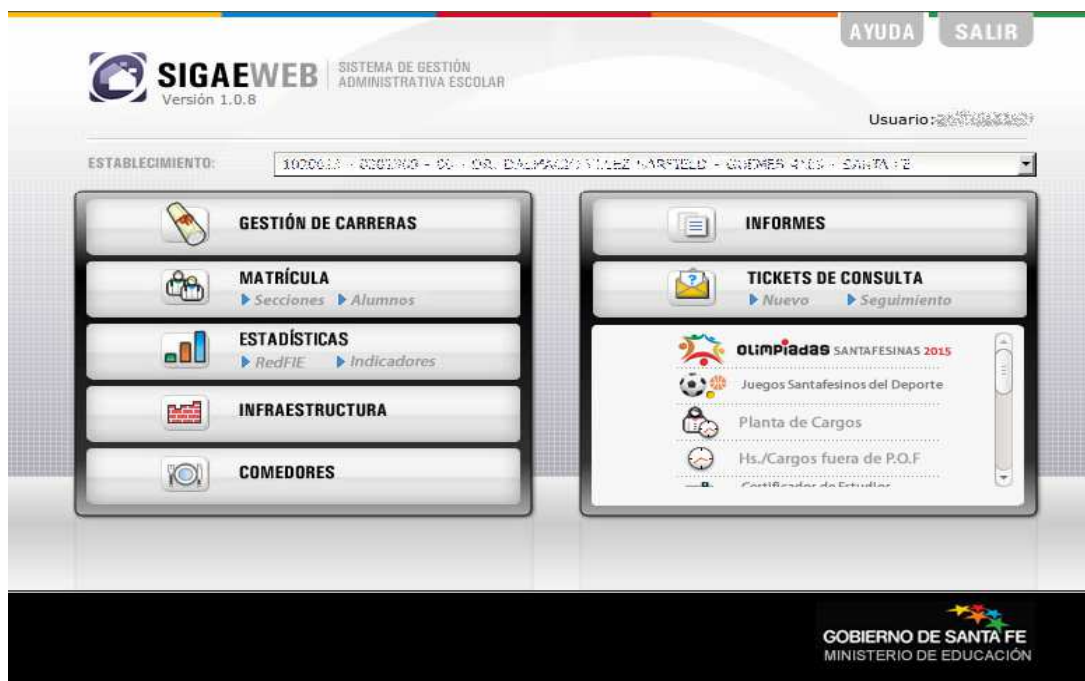 AYUDA SALIR
SIGAEWEB SISTEMA DE GESTIÓN
ADMINISTRATIVA ESCOLAR
Versión 1.0.8
Usuario:
ESTABLECIMIENTO:
GESTIÓN DE CARRERAS
MATRÍCULA
Secciones Alumnos
ESTADÍSTICAS
RedFIE Indicadores
INFRAESTRUCTURA
COMEDORES
INFORMES
TICKETS DE CONSULTA
Nuevo Seguimiento
OLIMPIADAS SANTAFESINAS 2015
Juegos Santafesinos del Deporte
Planta de Cargos
Hs./Cargos fuera de P.O.F
GOBIERNO DE SANTA FE
MINISTERIO DE EDUCACIÓN